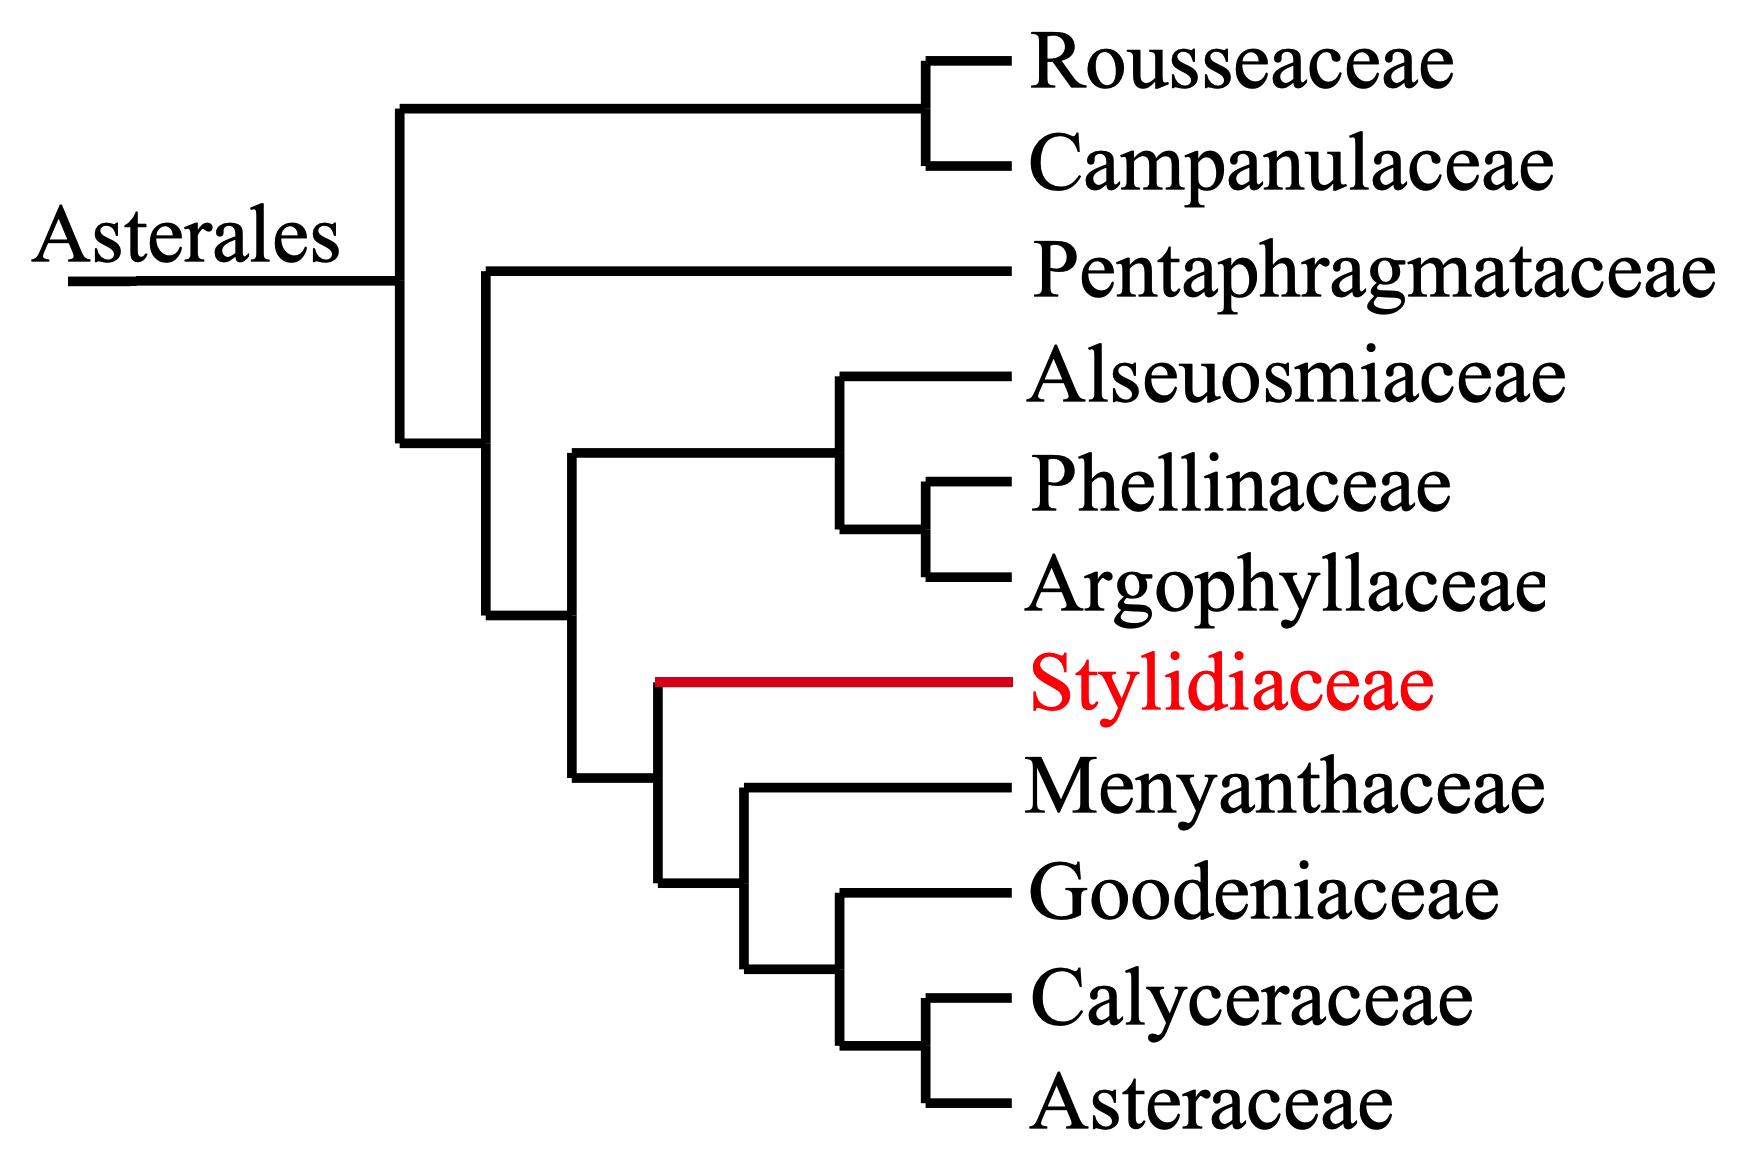 Rousseaceae
Campanulaceae
Asterales
Pentaphragmataceae
Alseuosmiaceae
Phellinaceae
Argophyllaceae
Stylidiaceae
Menyanthaceae
Goodeniaceae
Calyceraceae
Asteraceae